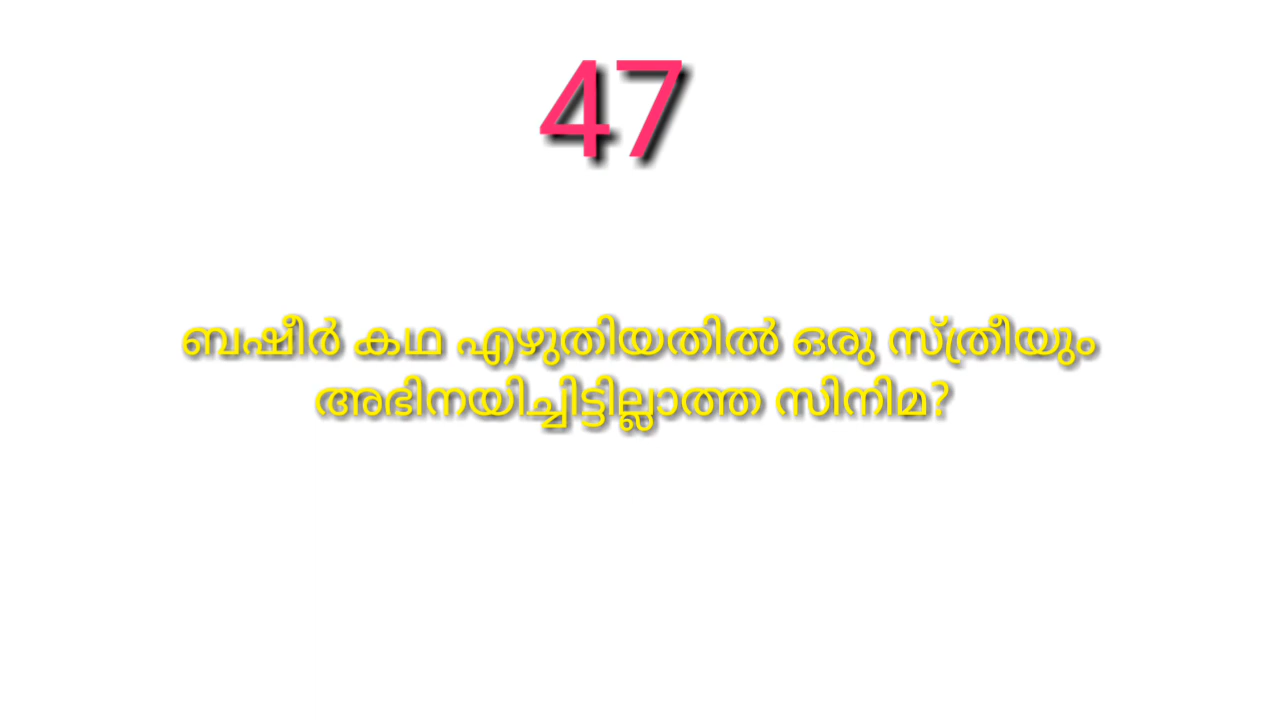 47
ബഷീർ കഥ എഴുതിയതിൽ ഒരു സ്ത്രീയും
അഭിനയിച്ചിട്ടില്ലാത്ത സിനിമ?